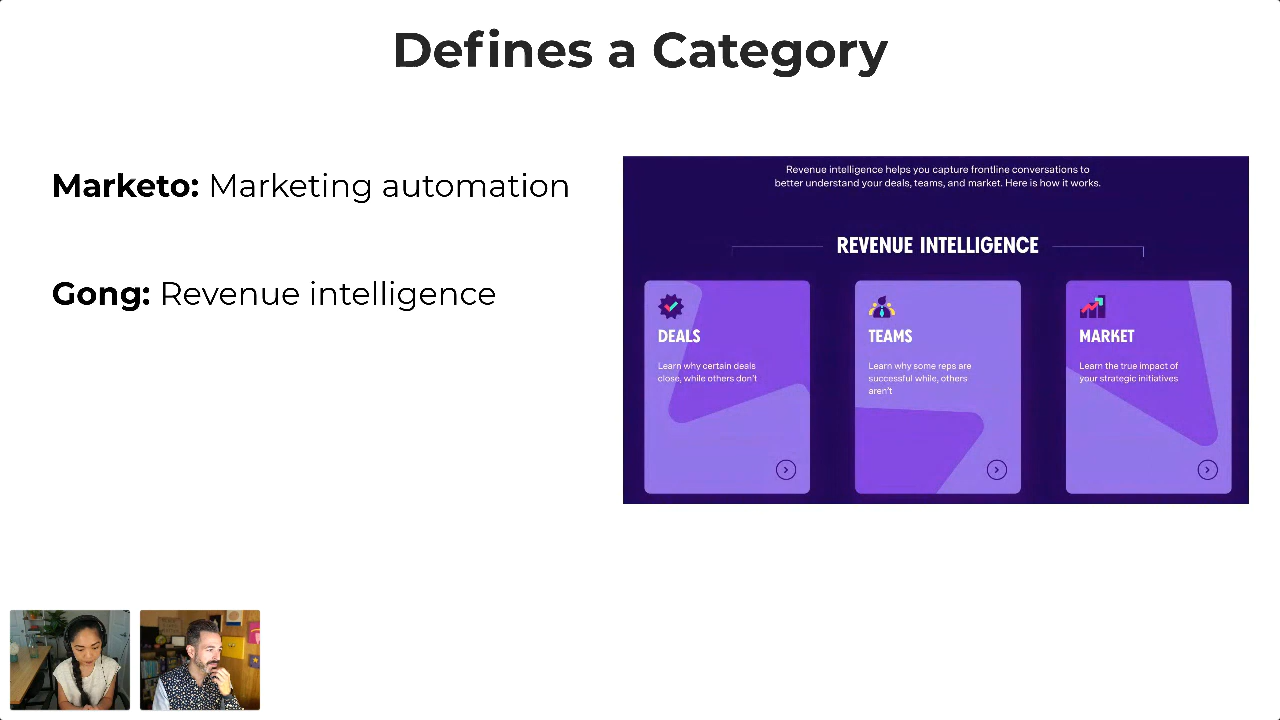 Defines a Category
Marketo: Marketing automation
Gong: Revenue intelligence
Revenue intelligence helps you capture frontline conversations to
better understand your deals, teams, and market. Here is how it works.
REVENUE INTELLIGENCE
DEALS
Learn why certain deals
close, while others don't
TEAMS
Learn why some reps are
successful while, others
aren't
MARKET
Learn the true impact of
your strategic initiatives